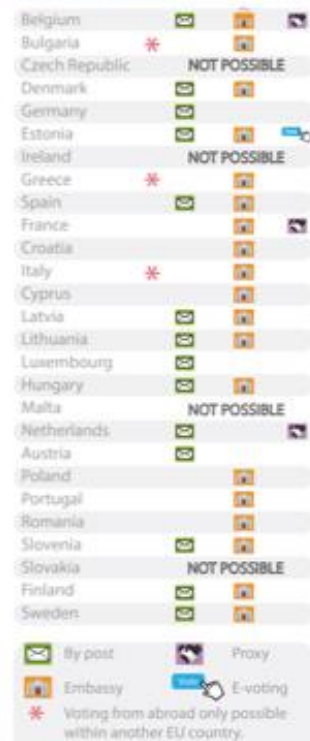 Belgium
Bulgaria *
Czech Republic NOT POSSIBLE
Denmark
Germany
Estonia
Ireland NOT POSSIBLE
Greece *
Spain
France
Croatia
Italy *
Cyprus
Latvia
Lithuania
Luxembourg
Hungary
Malta NOT POSSIBLE
Netherlands
Austria
Poland
Portugal
Romania
Slovenia
Slovakia NOT POSSIBLE
Finland
Sweden
By post Proxy
Embassy E-voting
* Voting from abroad only possible
within another EU country.